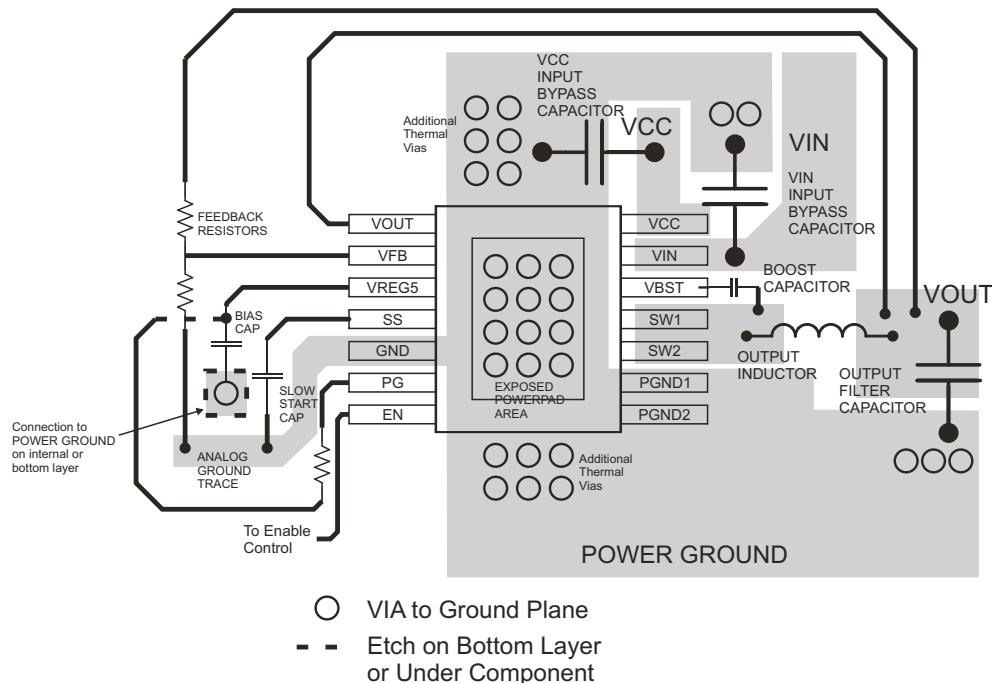 VCC
INPUT
BYPASS
CAPACITOR
Additional
Thermal
Vias
VCC
VIN
VIN
INPUT
BYPASS
CAPACITOR
FEEDBACK
RESISTORS
VOUT
VFB
VREG5
SS
GND
PG
EN
VCC
VIN
VBST
SW1
SW2
PGND1
PGND2
EXPOSED
POWERPAD
AREA
BOOST
CAPACITOR
VOUT
BIAS
CAP
SLOW
START
CAP
OUTPUT
INDUCTOR
OUTPUT
FILTER
CAPACITOR
Connection to
POWER GROUND
on internal or
bottom layer
ANALOG
GROUND
TRACE
Additional
Thermal
Vias
To Enable
Control
POWER GROUND
VIA to Ground Plane
Etch on Bottom Layer
or Under Component